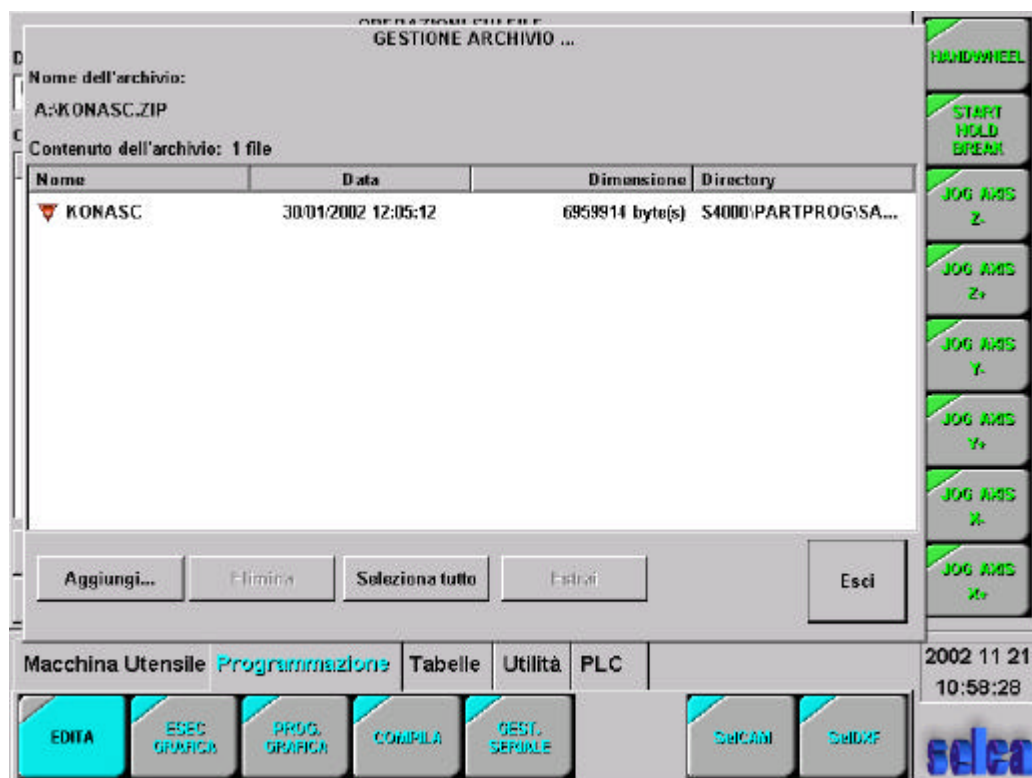 OPERAZIONI SUI FILE
GESTIONE ARCHIVIO ...
Nome dell'archivio:
A:\KONASC.ZIP
Contenuto dell'archivio: 1 file
Nome Data Dimensione Directory
KONASC 30/01/2002 12:05:12 6959914 byte(s) S4000\PARTPROG\SA...
Aggiungi... Elimina Seleziona tutto Estrai Esci
HANDWHEEL
START
HOLD
BREAK
JOG AXIS
Z-
JOG AXIS
Z+
JOG AXIS
Y-
JOG AXIS
Y+
JOG AXIS
X-
JOG AXIS
X+
Macchina Utensile Programmazione Tabelle Utilità PLC
2002 11 21
10:58:28
EDITA
ESEC
GRAFICA
PROG.
GRAFICA
COMPILA
GEST.
SERIALE
SelCAM
SelDXF
selca